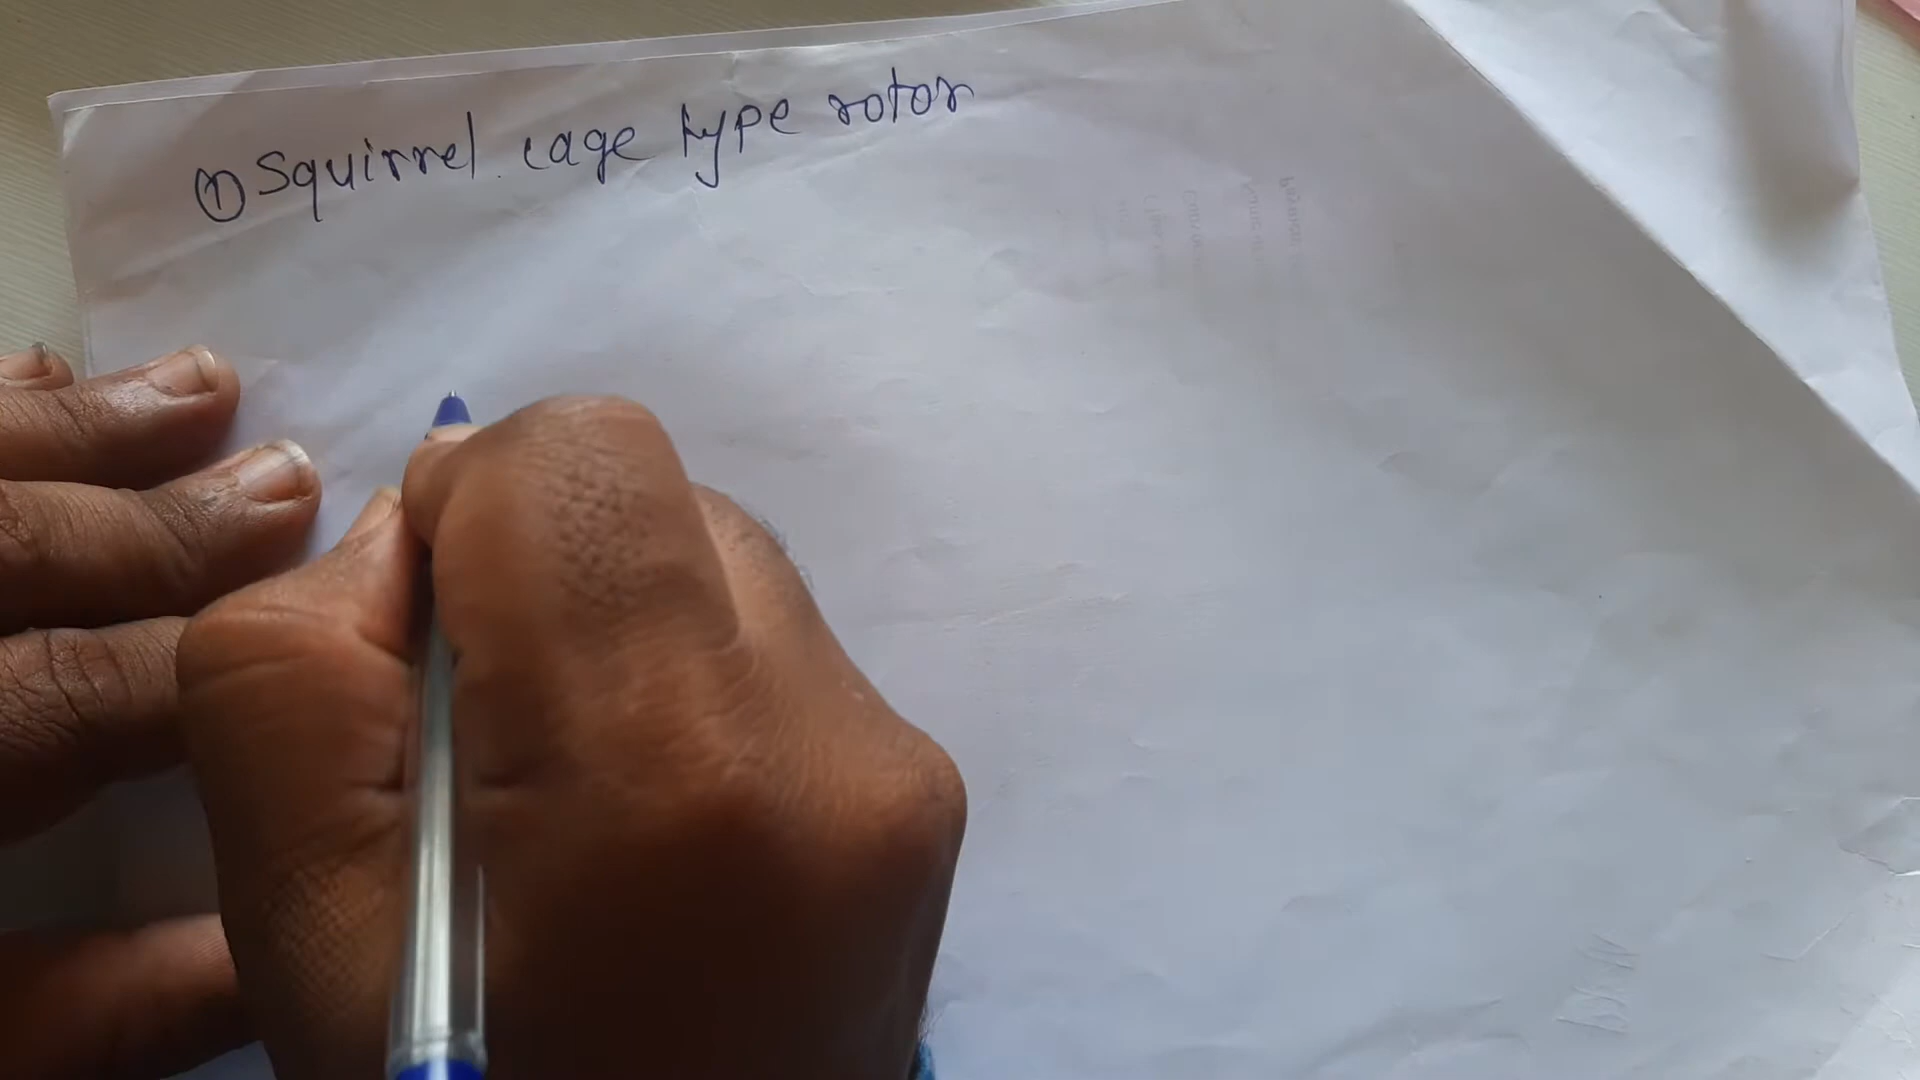 ① Squirrel cage type rotor